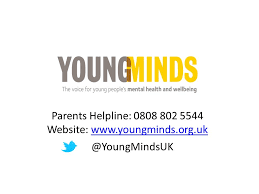 YOUNGMINDS
The voice for young people's mental health and wellbeing
Parents Helpline: 0808 802 5544
Website: www.youngminds.org.uk
@YoungMindsUK